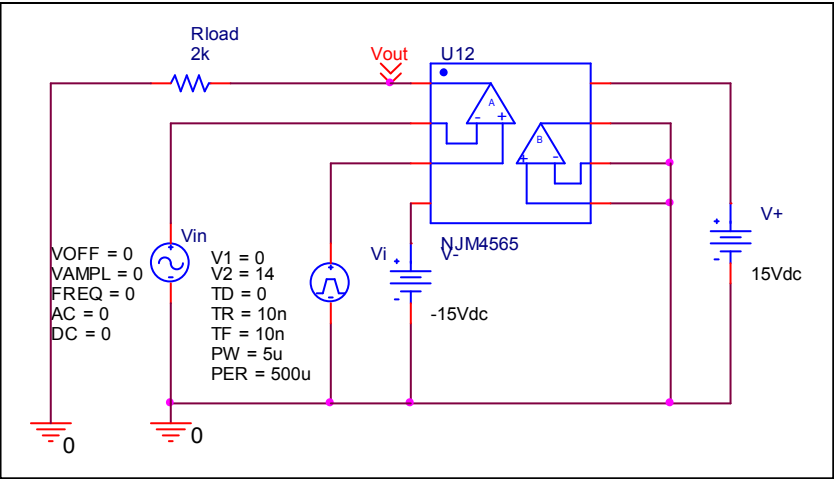 Rload
2k
Vout
U12
A
- +
B
+ -
Vin
VOFF = 0
VAMPL = 0
FREQ = 0
AC = 0
DC = 0
V1 = 0
V2 = 14
TD = 0
TR = 10n
TF = 10n
PW = 5u
PER = 500u
Vi
V-
-15Vdc
NJM4565
V+
15Vdc
0
0